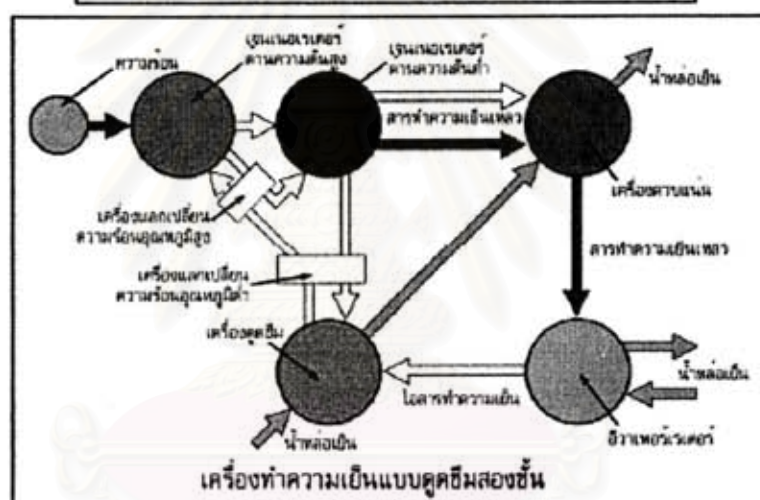 ความร้อน
เจนเนอเรเตอร์
ด้านความดันสูง
เจนเนอเรเตอร์
ด้านความดันต่ำ
น้ำหล่อเย็น
สารทำความเย็นเหลว
เครื่องควบแน่น
เครื่องแลกเปลี่ยน
ความร้อนอุณหภูมิสูง
สารทำความเย็นเหลว
เครื่องแลกเปลี่ยน
ความร้อนอุณหภูมิต่ำ
เครื่องดูดซึม
น้ำหล่อเย็น
ไอสารทำความเย็น
อีวาเพอร์เรเตอร์
น้ำหล่อเย็น
เครื่องทำความเย็นแบบดูดซึมสองชั้น